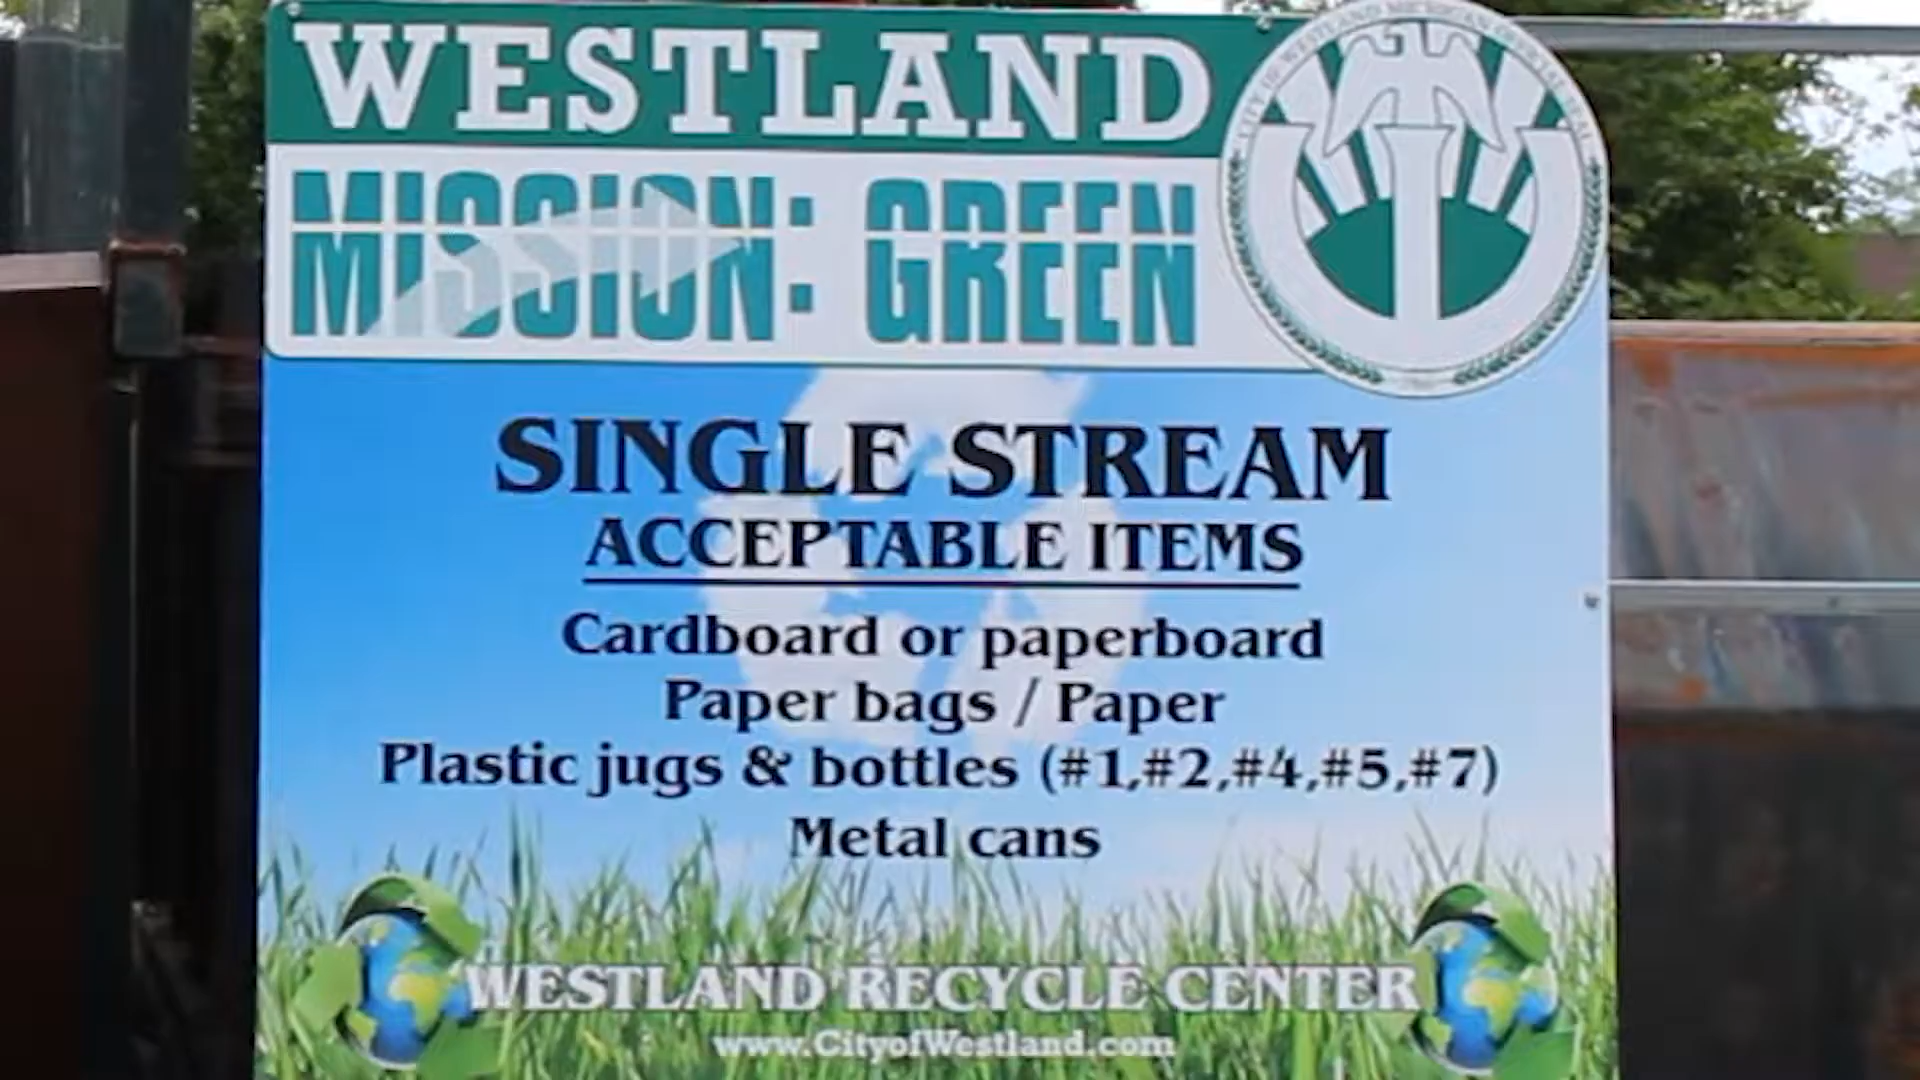 WESTLAND
MISSION: GREEN
SINGLE STREAM
ACCEPTABLE ITEMS
Cardboard or paperboard
Paper bags / Paper
Plastic jugs & bottles (#1,#2,#4,#5,#7)
Metal cans
WESTLAND RECYCLE CENTER
www.CityofWestland.com